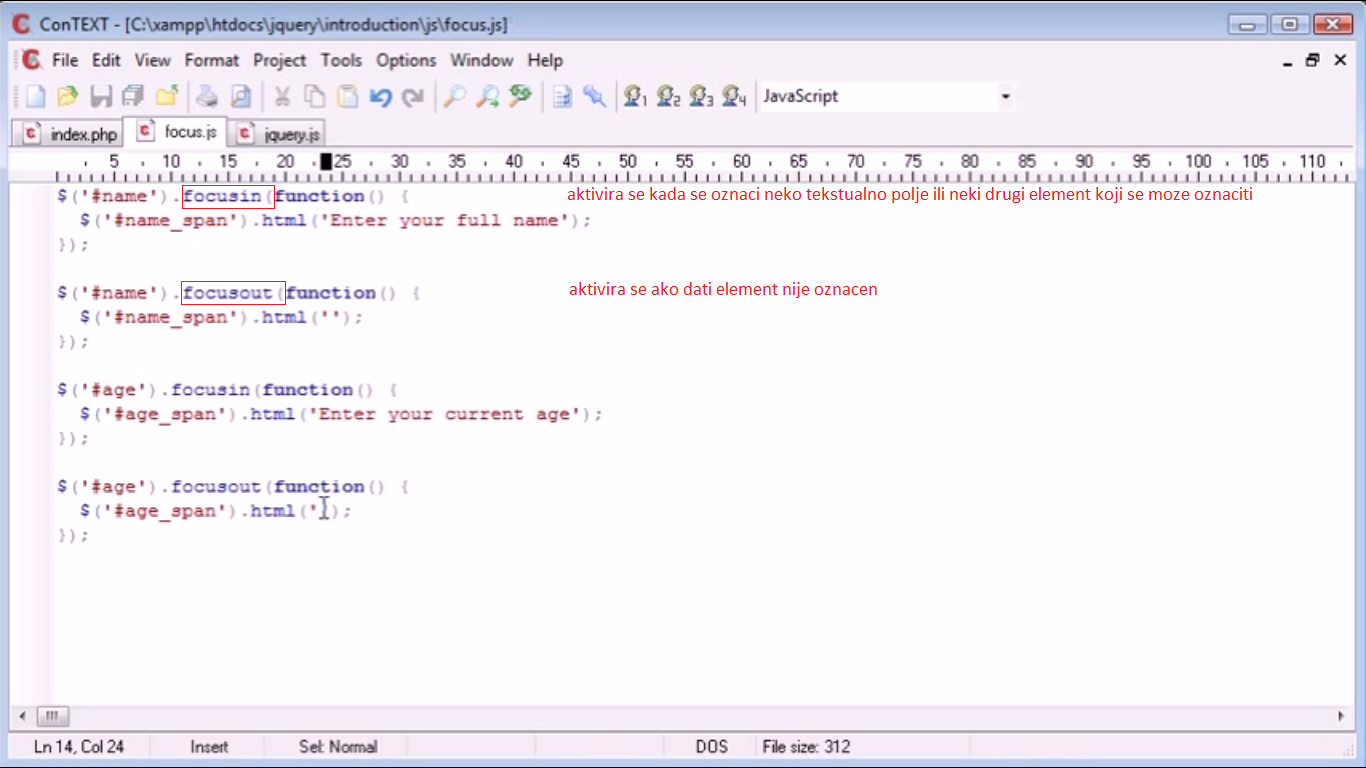 ConTEXT - [C:\xampp\htdocs\jquery\introduction\js\focus.js]
File Edit View Format Project Tools Options Window Help
1 2 3 4 JavaScript
index.php focus.js jquery.js
5 10 15 20 25 30 35 40 45 50 55 60 65 70 75 80 85 90 95 100 105 110
$('#name').focusin(function() { aktivira se kada se oznaci neko tekstualno polje ili neki drugi element koji se moze oznaciti
$('#name_span').html('Enter your full name');
});
$('#name').focusout(function() { aktivira se ako dati element nije oznacen
$('#name_span').html('');
});
$('#age').focusin(function() {
$('#age_span').html('Enter your current age');
});
$('#age').focusout(function() {
$('#age_span').html('');
});
Ln 14, Col 24 Insert Sel: Normal DOS File size: 312